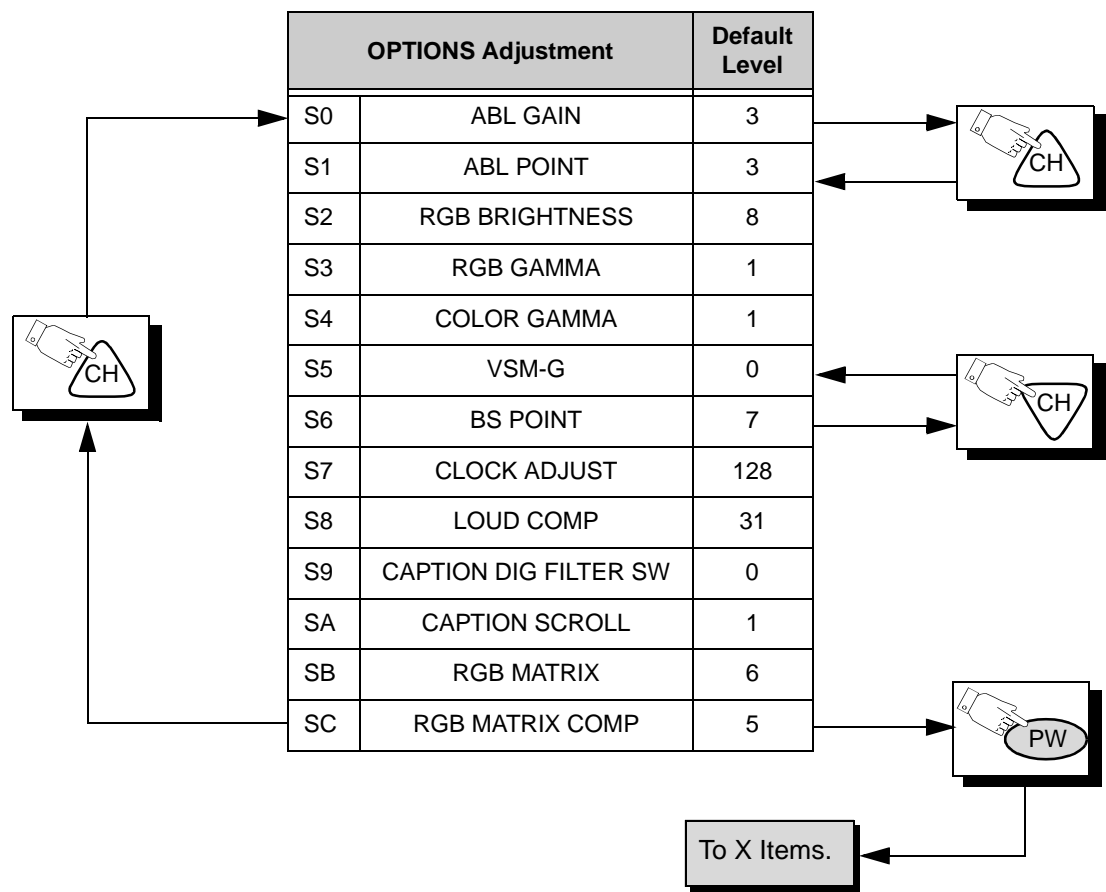 OPTIONS Adjustment Default Level
S0 ABL GAIN 3
CH
S1 ABL POINT 3
S2 RGB BRIGHTNESS 8
S3 RGB GAMMA 1
S4 COLOR GAMMA 1
CH
S5 VSM-G 0
CH
S6 BS POINT 7
S7 CLOCK ADJUST 128
S8 LOUD COMP 31
S9 CAPTION DIG FILTER SW 0
SA CAPTION SCROLL 1
SB RGB MATRIX 6
SC RGB MATRIX COMP 5
PW
To X Items.